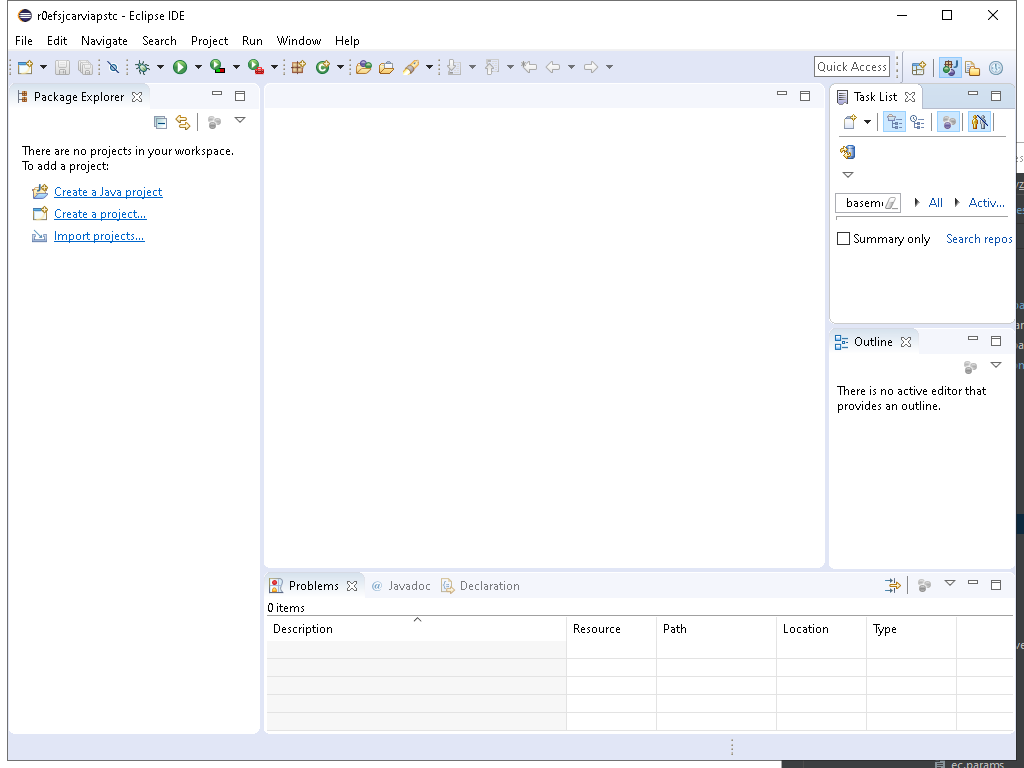 r0efsjcarviapstc - Eclipse IDE
File Edit Navigate Search Project Run Window Help
Quick Access
Package Explorer
There are no projects in your workspace.
To add a project:
Create a Java project
Create a project...
Import projects...
Task List
All Activ...
Summary only Search repos
Outline
There is no active editor that
provides an outline.
Problems @ Javadoc Declaration
0 items
Description Resource Path Location Type
ec.params